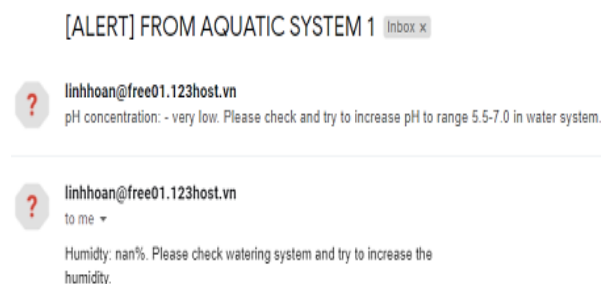 [ALERT] FROM AQUATIC SYSTEM 1 Inbox x
? linhhoan@free01.123host.vn
pH concentration: - very low. Please check and try to increase pH to range 5.5-7.0 in water system.
? linhhoan@free01.123host.vn
to me
Humidty: nan%. Please check watering system and try to increase the
humidity.